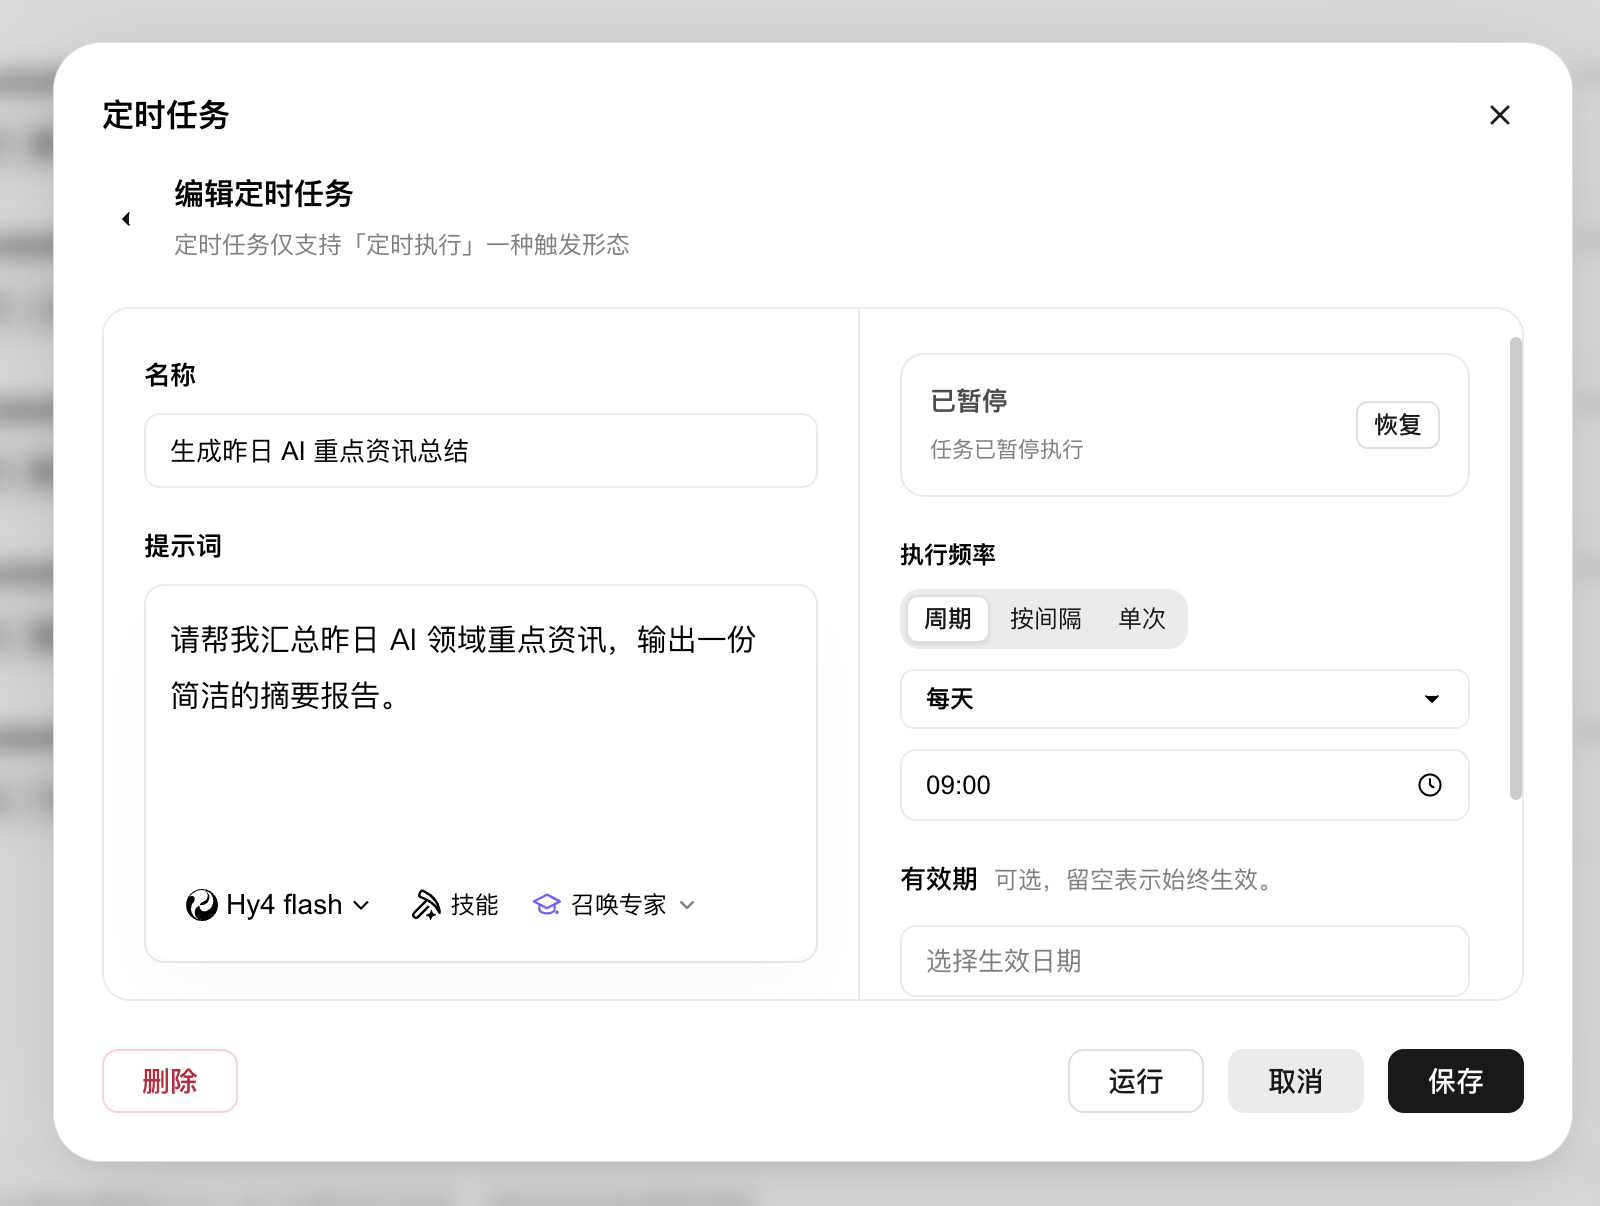 定时任务
编辑定时任务
定时任务仅支持「定时执行」一种触发形态
名称
生成昨日 AI 重点资讯总结
提示词
请帮我汇总昨日 AI 领域重点资讯，输出一份
简洁的摘要报告。
Hy4 flash 技能 召唤专家
已暂停
任务已暂停执行
恢复
执行频率
周期 按间隔 单次
每天
09:00
有效期 可选，留空表示始终生效。
选择生效日期
删除 运行 取消 保存